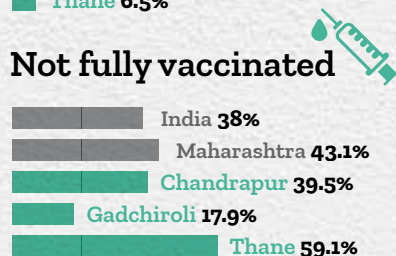 Thane 6.5%
Not fully vaccinated
India 38%
Maharashtra 43.1%
Chandrapur 39.5%
Gadchiroli 17.9%
Thane 59.1%